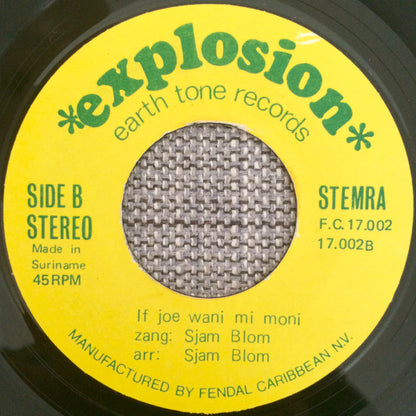 *explosion*
earth tone records
SIDE B
STEREO
Made in
Suriname
45RPM
STEMRA
F.C.17.002
17.002B
If joe wani mi moni
zang: Sjam Blom
arr: Sjam Blom
MANUFACTURED BY FENDAL CARIBBEAN N.V.